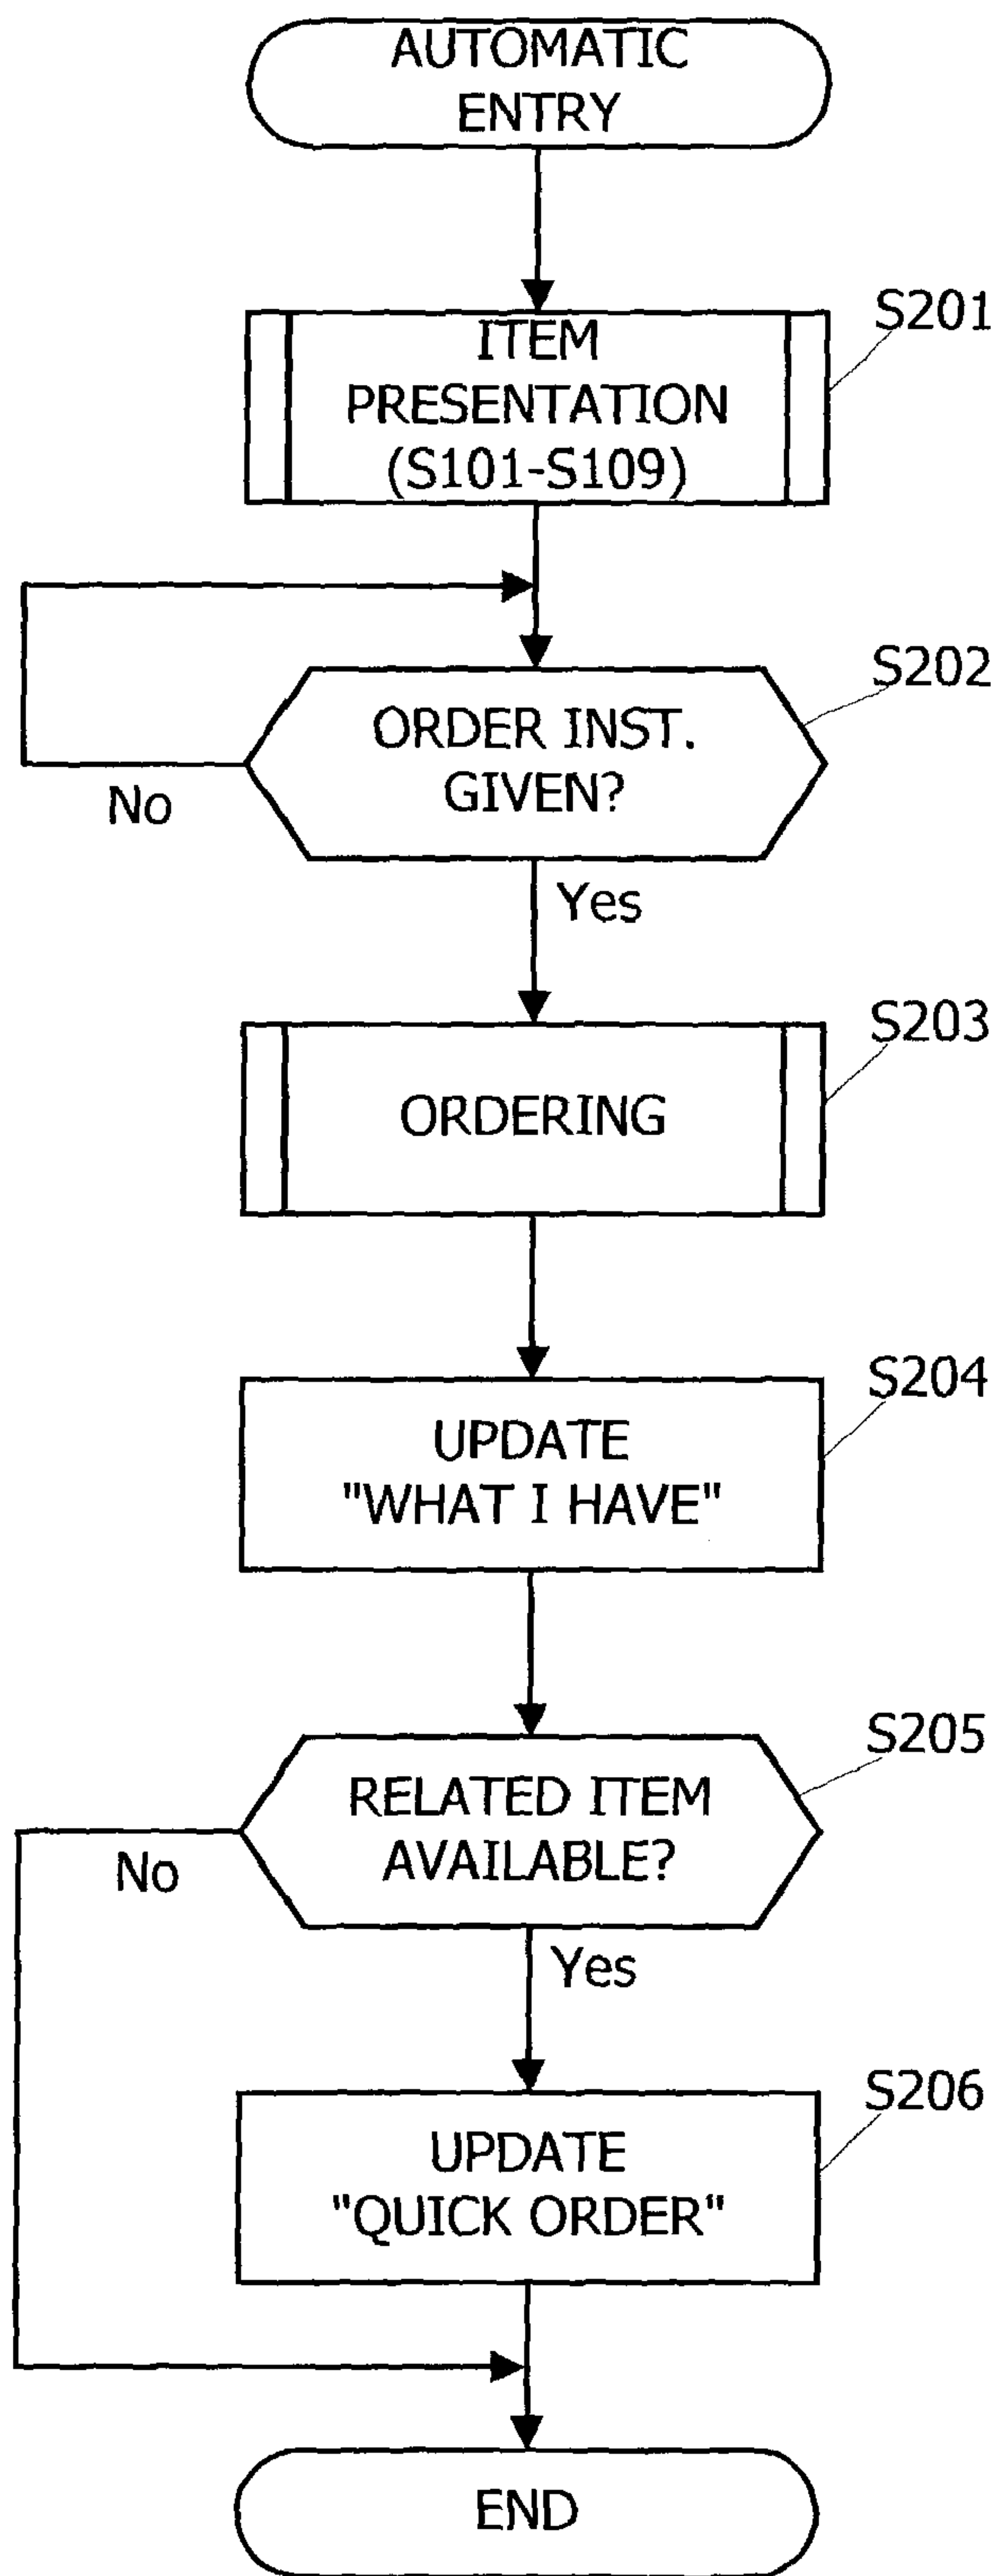 AUTOMATIC
ENTRY
S201
ITEM
PRESENTATION
(S101-S109)
S202
ORDER INST.
GIVEN?
No
Yes
S203
ORDERING
S204
UPDATE
"WHAT I HAVE"
S205
RELATED ITEM
AVAILABLE?
No
Yes
S206
UPDATE
"QUICK ORDER"
END